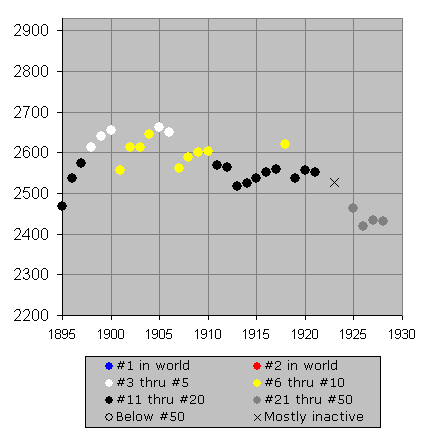 2900
2800
2700
2600
2500
2400
2300
2200
1895 1900 1905 1910 1915 1920 1925 1930
#1 in world #2 in world
#3 thru #5 #6 thru #10
#11 thru #20 #21 thru #50
Below #50 Mostly inactive